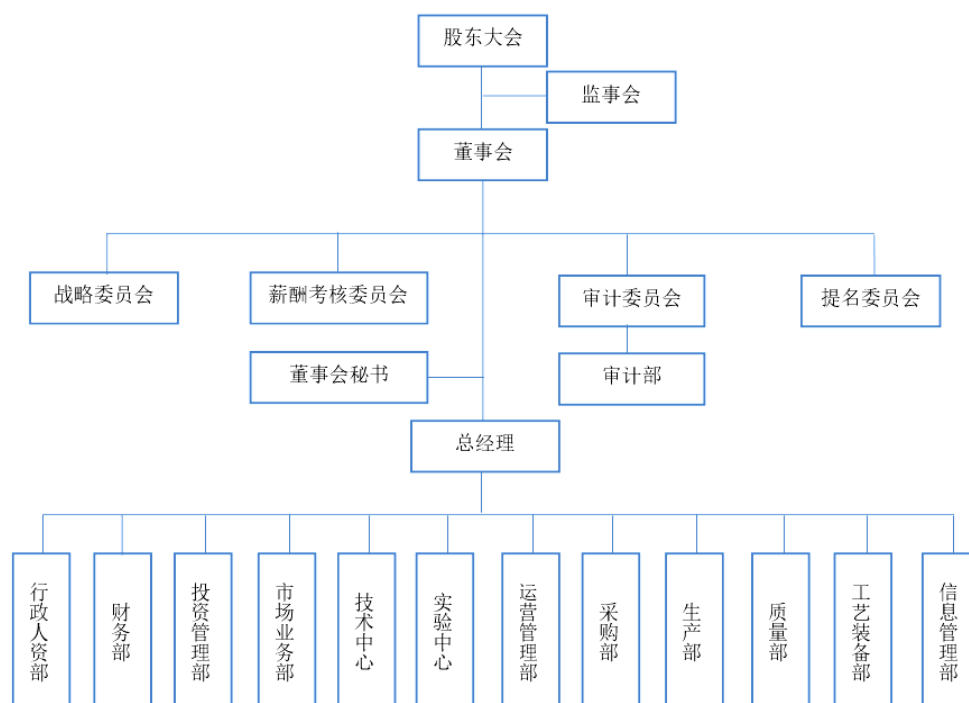 股东大会
监事会
董事会
战略委员会
薪酬考核委员会
审计委员会
提名委员会
董事会秘书
审计部
总经理
行政人资部
财务部
投资管理部
市场业务部
技术中心
实验中心
运营管理部
采购部
生产部
质量部
工艺装备部
信息管理部